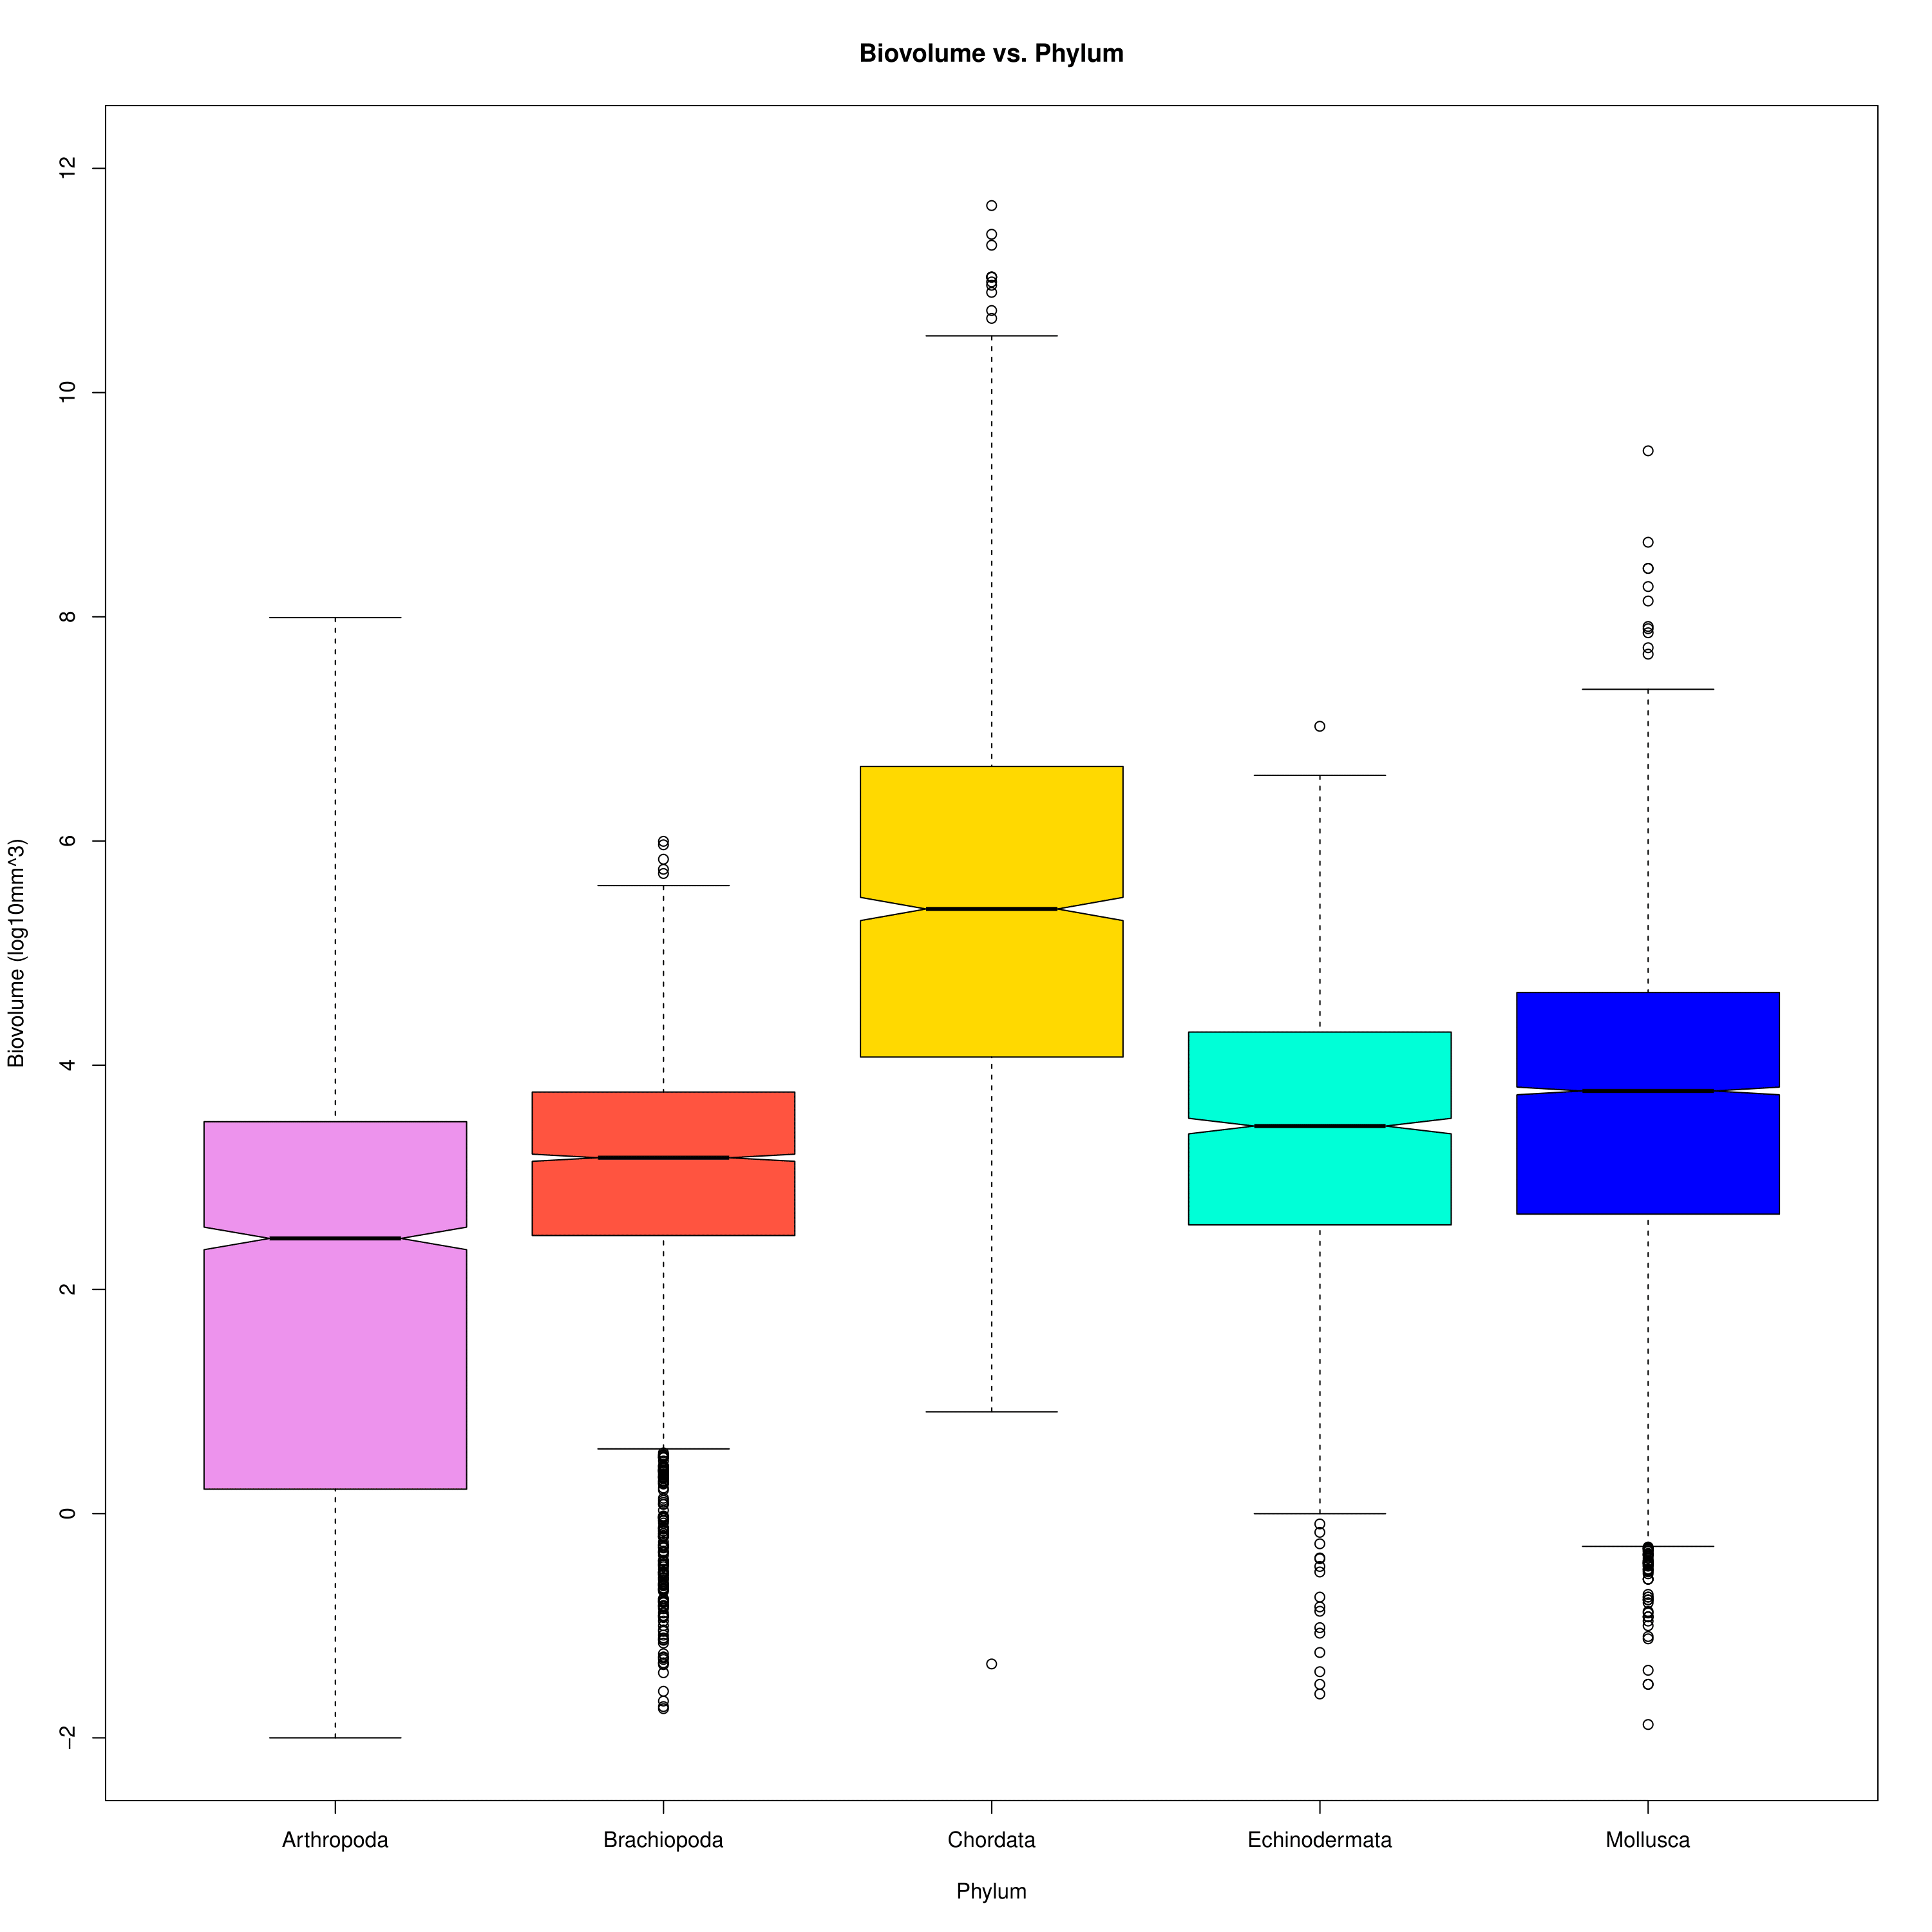 Biovolume vs. Phylum
Biovolume (log10mm^3)
12
10
8
6
4
2
0
−2
Arthropoda Brachiopoda Chordata Echinodermata Mollusca
Phylum